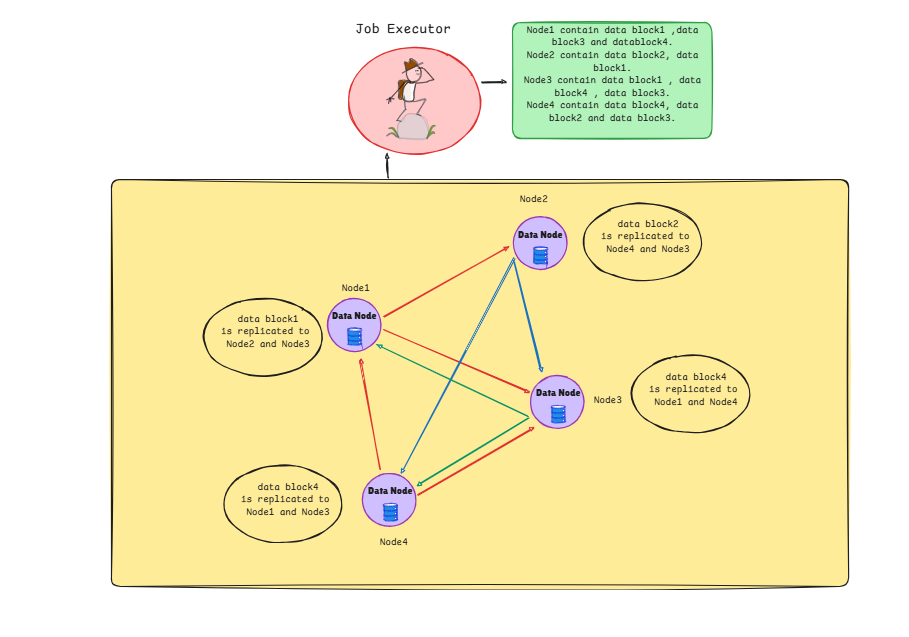 Job Executor
Node1 contain data block1 ,data
block3 and datablock4.
Node2 contain data block2, data
block1.
Node3 contain data block1 , data
block4 , data block3.
Node4 contain data block4, data
block2 and data block3.
Node2
Data Node
data block2
is replicated to
Node4 and Node3
Node1
Data Node
data block1
is replicated to
Node2 and Node3
Data Node
Node3
data block4
is replicated to
Node1 and Node4
data block4
is replicated to
Node1 and Node3
Data Node
Node4